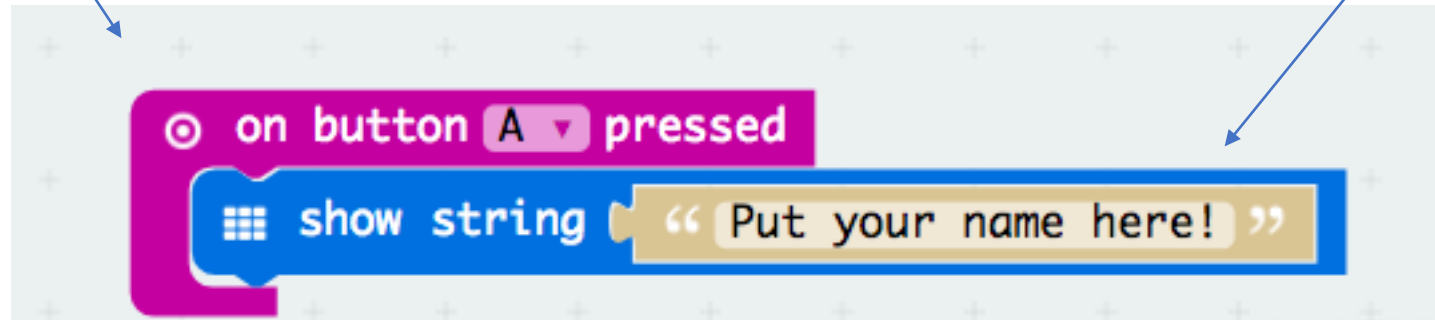 on button A ▼ pressed
show string “ Put your name here! ”